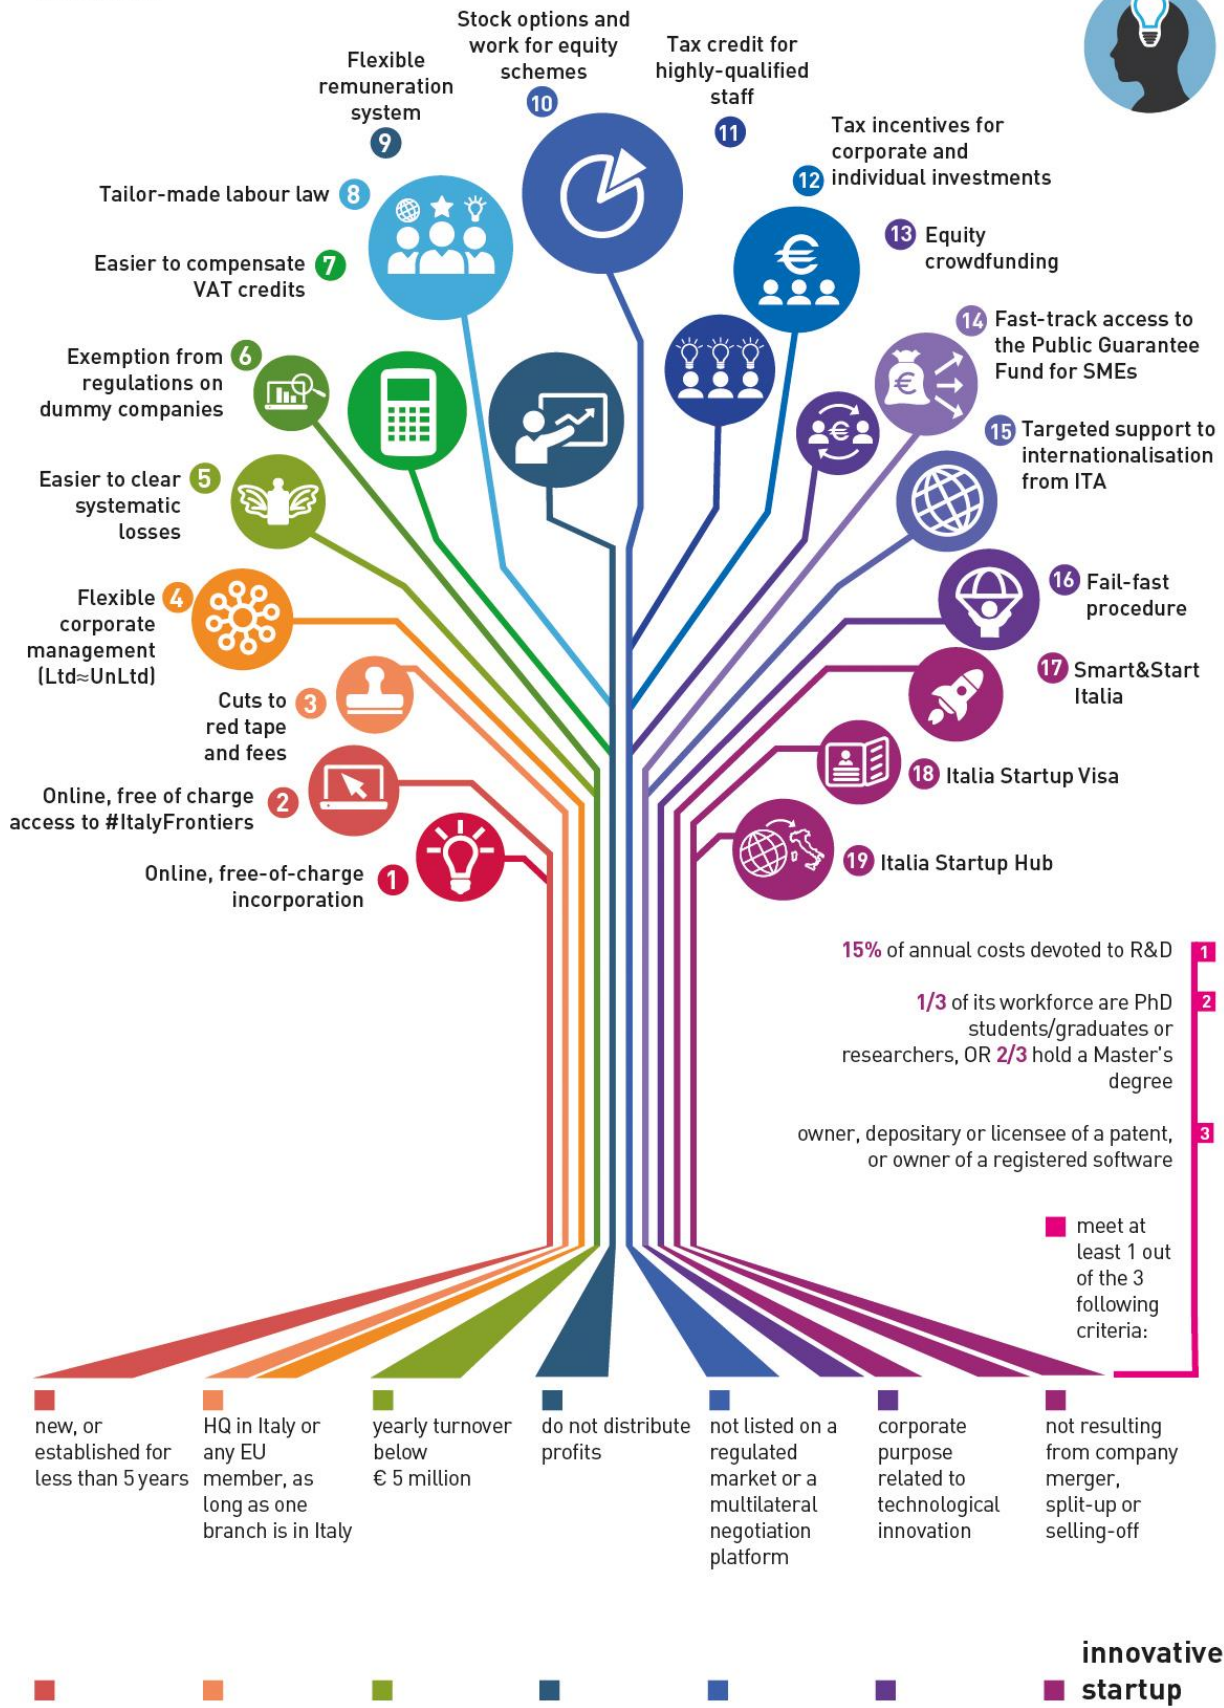 Stock options and
work for equity
schemes
10
Tax credit for
highly-qualified
staff
11
Flexible
remuneration
system
9
Tax incentives for
corporate and
12 individual investments
Tailor-made labour law 8
13 Equity
crowdfunding
Easier to compensate 7
VAT credits
14 Fast-track access to
the Public Guarantee
Fund for SMEs
Exemption from 6
regulations on
dummy companies
15 Targeted support to
internationalisation
from ITA
Easier to clear 5
systematic
losses
16 Fail-fast
procedure
Flexible 4
corporate
management
(Ltd≈UnLtd)
17 Smart&Start
Italia
Cuts to 3
red tape
and fees
18 Italia Startup Visa
Online, free of charge 2
access to #ItalyFrontiers
19 Italia Startup Hub
Online, free-of-charge 1
incorporation
€
€
€
15% of annual costs devoted to R&D 1
1/3 of its workforce are PhD 2
students/graduates or
researchers, OR 2/3 hold a Master's
degree
owner, depositary or licensee of a patent, 3
or owner of a registered software
meet at
least 1 out
of the 3
following
criteria:
new, or
established for
less than 5 years
HQ in Italy or
any EU
member, as
long as one
branch is in Italy
yearly turnover
below
€ 5 million
do not distribute
profits
not listed on a
regulated
market or a
multilateral
negotiation
platform
corporate
purpose
related to
technological
innovation
not resulting
from company
merger,
split-up or
selling-off
innovative
startup